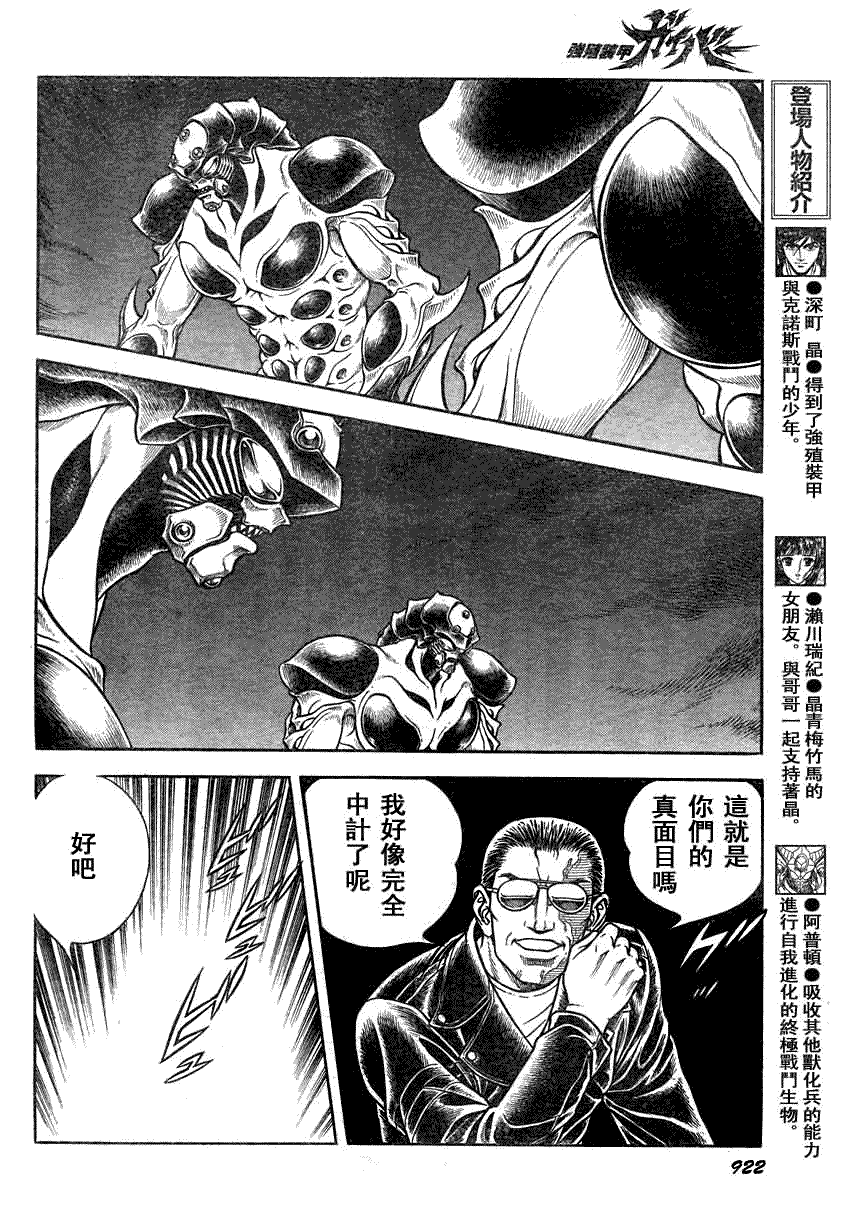 強殖装甲ガイバー
登場人物紹介
●深町 晶●得到了強殖裝甲
與克諾斯戰鬥的少年。
●瀨川瑞紀●晶青梅竹馬的
女朋友。與哥哥一起支持著晶。
●阿普頓●吸收其他獸化兵的能力
進行自我進化的終極戰鬥生物。
這就是
你們的
真面目嗎
我好像完全
中計了呢
好吧
922